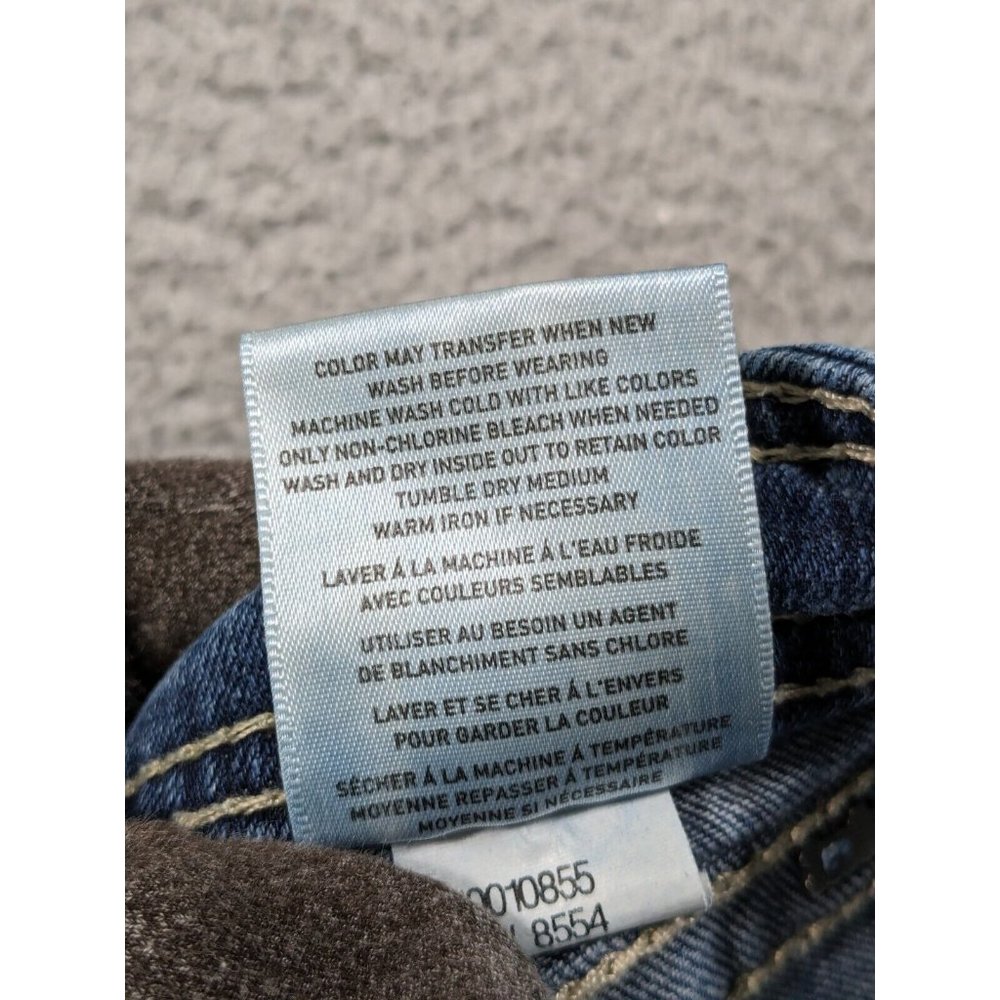 COLOR MAY TRANSFER WHEN NEW
WASH BEFORE WEARING
MACHINE WASH COLD WITH LIKE COLORS
ONLY NON-CHLORINE BLEACH WHEN NEEDED
WASH AND DRY INSIDE OUT TO RETAIN COLOR
TUMBLE DRY MEDIUM
WARM IRON IF NECESSARY
LAVER À LA MACHINE À L'EAU FROIDE
AVEC COULEURS SEMBLABLES
UTILISER AU BESOIN UN AGENT
DE BLANCHIMENT SANS CHLORE
LAVER ET SE CHER À L'ENVERS
POUR GARDER LA COULEUR
SÉCHER À LA MACHINE À TEMPÉRATURE
MOYENNE REPASSER À TEMPÉRATURE
MOYENNE SI NÉCESSAIRE
0010855
8554